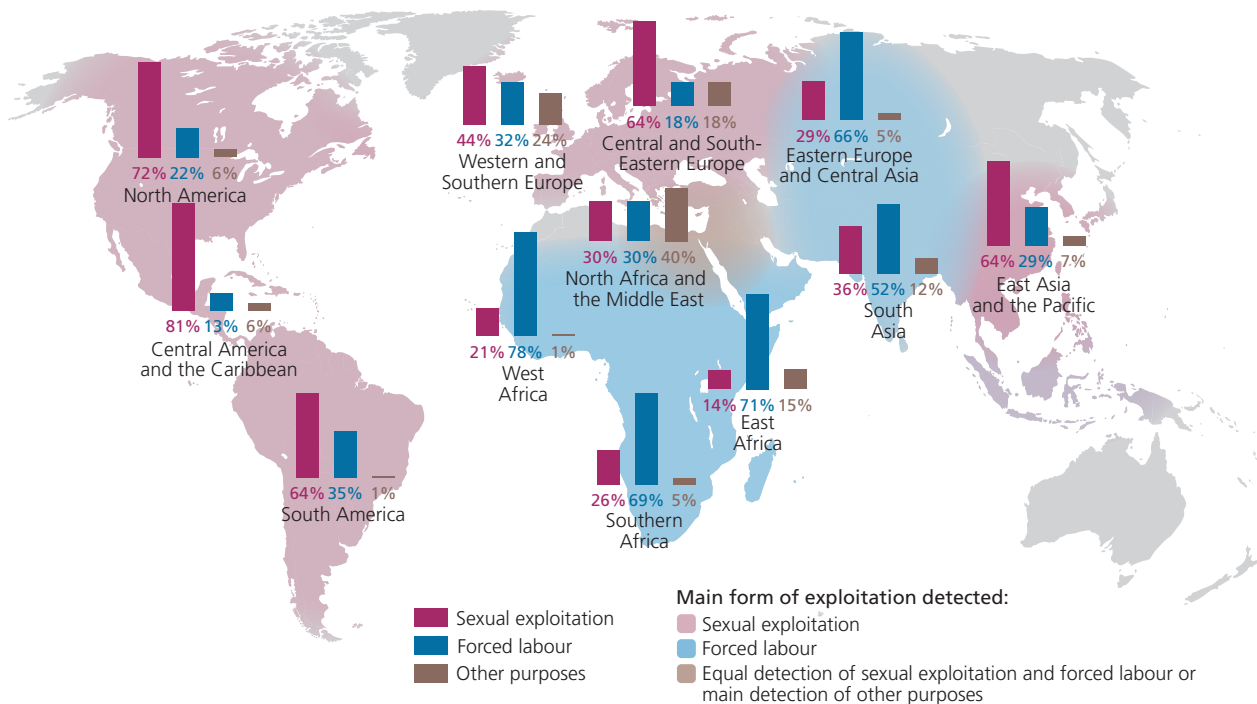 72% 22% 6%
North America
44% 32% 24%
Western and
Southern Europe
64% 18% 18%
Central and South-
Eastern Europe
29% 66% 5%
Eastern Europe
and Central Asia
81% 13% 6%
Central America
and the Caribbean
30% 30% 40%
North Africa and
the Middle East
36% 52% 12%
South
Asia
64% 29% 7%
East Asia
and the Pacific
21% 78% 1%
West
Africa
14% 71% 15%
East
Africa
64% 35% 1%
South America
26% 69% 5%
Southern
Africa
Sexual exploitation
Forced labour
Other purposes
Main form of exploitation detected:
Sexual exploitation
Forced labour
Equal detection of sexual exploitation and forced labour or
main detection of other purposes